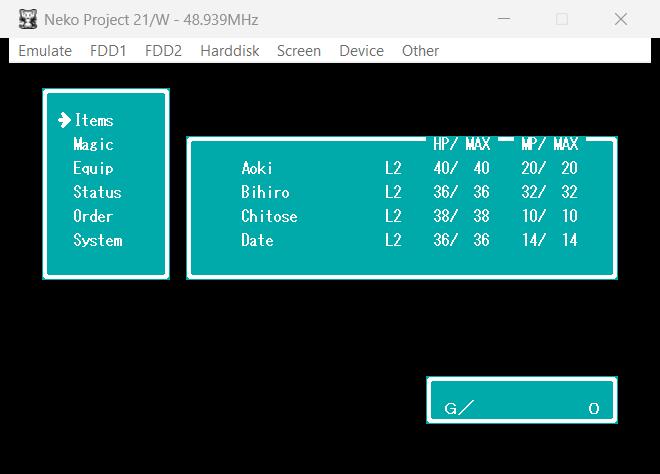 Neko Project 21/W - 48.939MHz
Emulate FDD1 FDD2 Harddisk Screen Device Other
Items
Magic
Equip
Status
Order
System
HP/ MAX MP/ MAX
Aoki L2 40/ 40 20/ 20
Bihiro L2 36/ 36 32/ 32
Chitose L2 38/ 38 10/ 10
Date L2 36/ 36 14/ 14
G/ 0